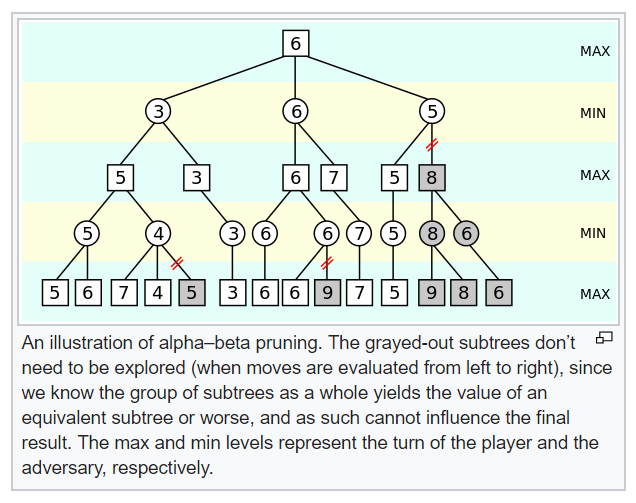 6 MAX
3 6 5 MIN
5 3 6 7 5 8 MAX
5 4 3 6 6 7 5 8 6 MIN
5 6 7 4 5 3 6 6 9 7 5 9 8 6 MAX
An illustration of alpha–beta pruning. The grayed-out subtrees don’t
need to be explored (when moves are evaluated from left to right), since
we know the group of subtrees as a whole yields the value of an
equivalent subtree or worse, and as such cannot influence the final
result. The max and min levels represent the turn of the player and the
adversary, respectively.